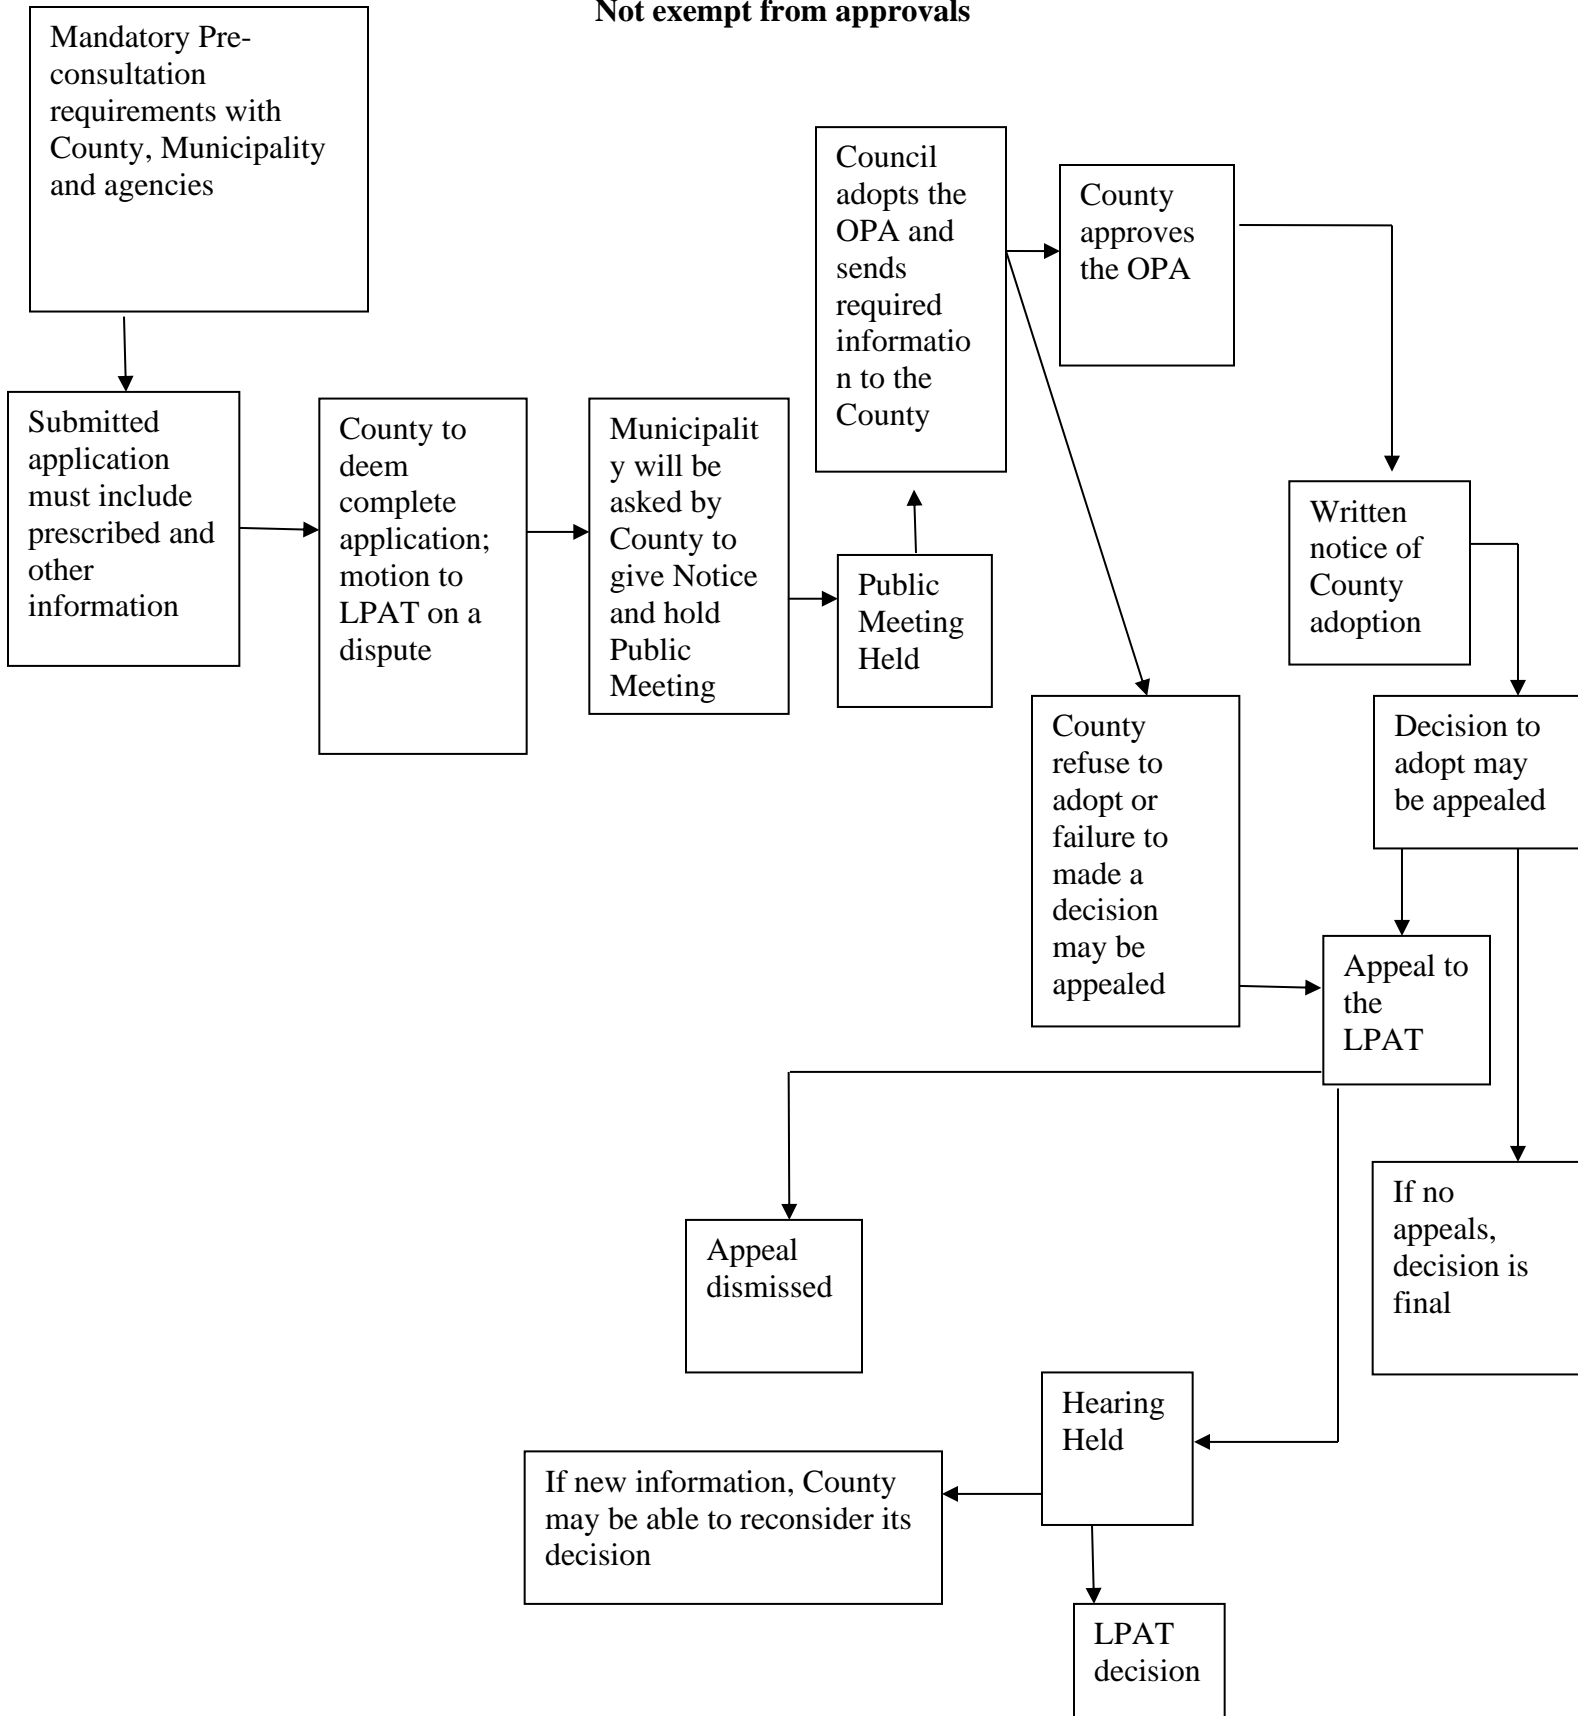 Not exempt from approvals
Mandatory Pre-
consultation
requirements with
County, Municipality
and agencies
Submitted
application
must include
prescribed and
other
information
County to
deem
complete
application;
motion to
LPAT on a
dispute
Municipalit
y will be
asked by
County to
give Notice
and hold
Public
Meeting
Public
Meeting
Held
Council
adopts the
OPA and
sends
required
informatio
n to the
County
County
approves
the OPA
Written
notice of
County
adoption
County
refuse to
adopt or
failure to
made a
decision
may be
appealed
Decision to
adopt may
be appealed
Appeal to
the
LPAT
If no
appeals,
decision is
final
Appeal
dismissed
Hearing
Held
If new information, County
may be able to reconsider its
decision
LPAT
decision